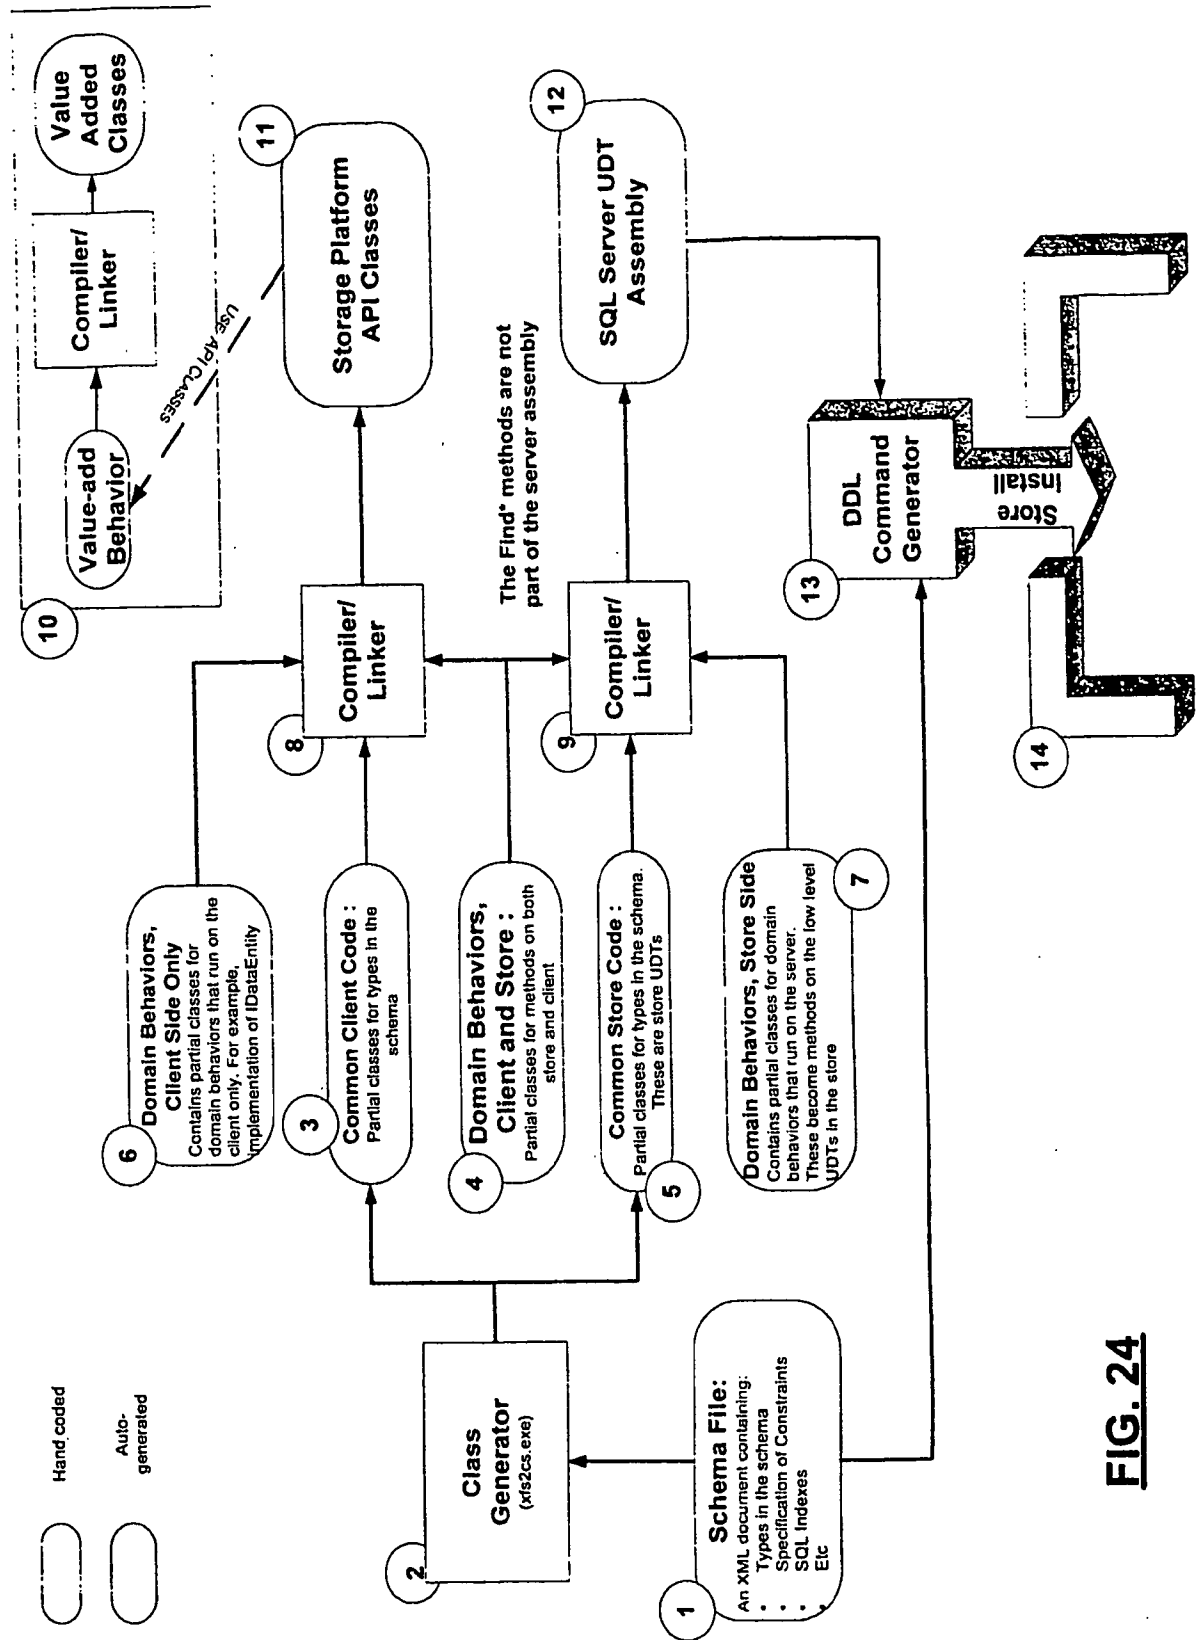 Hand coded
Auto-
generated
1
Schema File:
An XML document containing:
• Types in the schema
• Specification of Constraints
• SQL Indexes
• Etc
2
Class
Generator
(xfs2cs.exe)
6
Domain Behaviors,
Client Side Only
Contains partial classes for
domain behaviors that run on the
client only. For example,
implementation of IDataEntity
3
Common Client Code :
Partial classes for types in the
schema
4
Domain Behaviors,
Client and Store :
Partial classes for methods on both
store and client
5
Common Store Code :
Partial classes for types in the schema.
These are store UDTs
7
Domain Behaviors, Store Side
Contains partial classes for domain
behaviors that run on the server.
These become methods on the low level
UDTs in the store
8
Compiler/
Linker
9
Compiler/
Linker
The Find* methods are not
part of the server assembly
10
Value-add
Behavior
Compiler/
Linker
Value
Added
Classes
USE API CLASSES
11
Storage Platform
API Classes
12
SQL Server UDT
Assembly
13
DDL
Command
Generator
Store
Install
14
FIG. 24